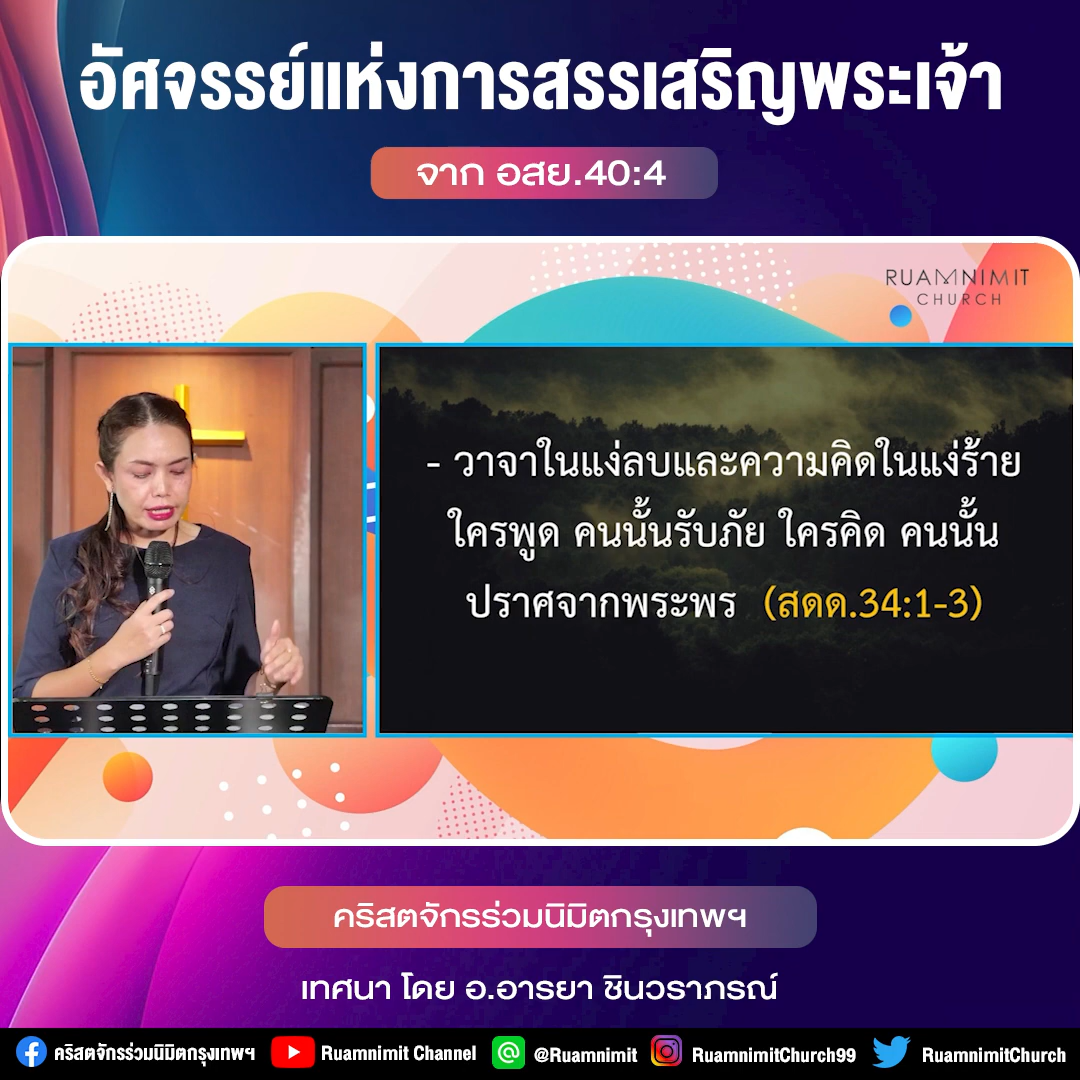 อัศจรรย์แห่งการสรรเสริญพระเจ้า
จาก อสย.40:4
RUAMNIMIT
CHURCH
- วาจาในแง่ลบและความคิดในแง่ร้าย
ใครพูด คนนั้นรับภัย ใครคิด คนนั้น
ปราศจากพระพร (สดด.34:1-3)
คริสตจักรร่วมนิมิตกรุงเทพฯ
เทศนา โดย อ.อารยา ชินวราภรณ์
คริสตจักรร่วมนิมิตกรุงเทพฯ Ruamnimit Channel @Ruamnimit RuamnimitChurch99 RuamnimitChurch